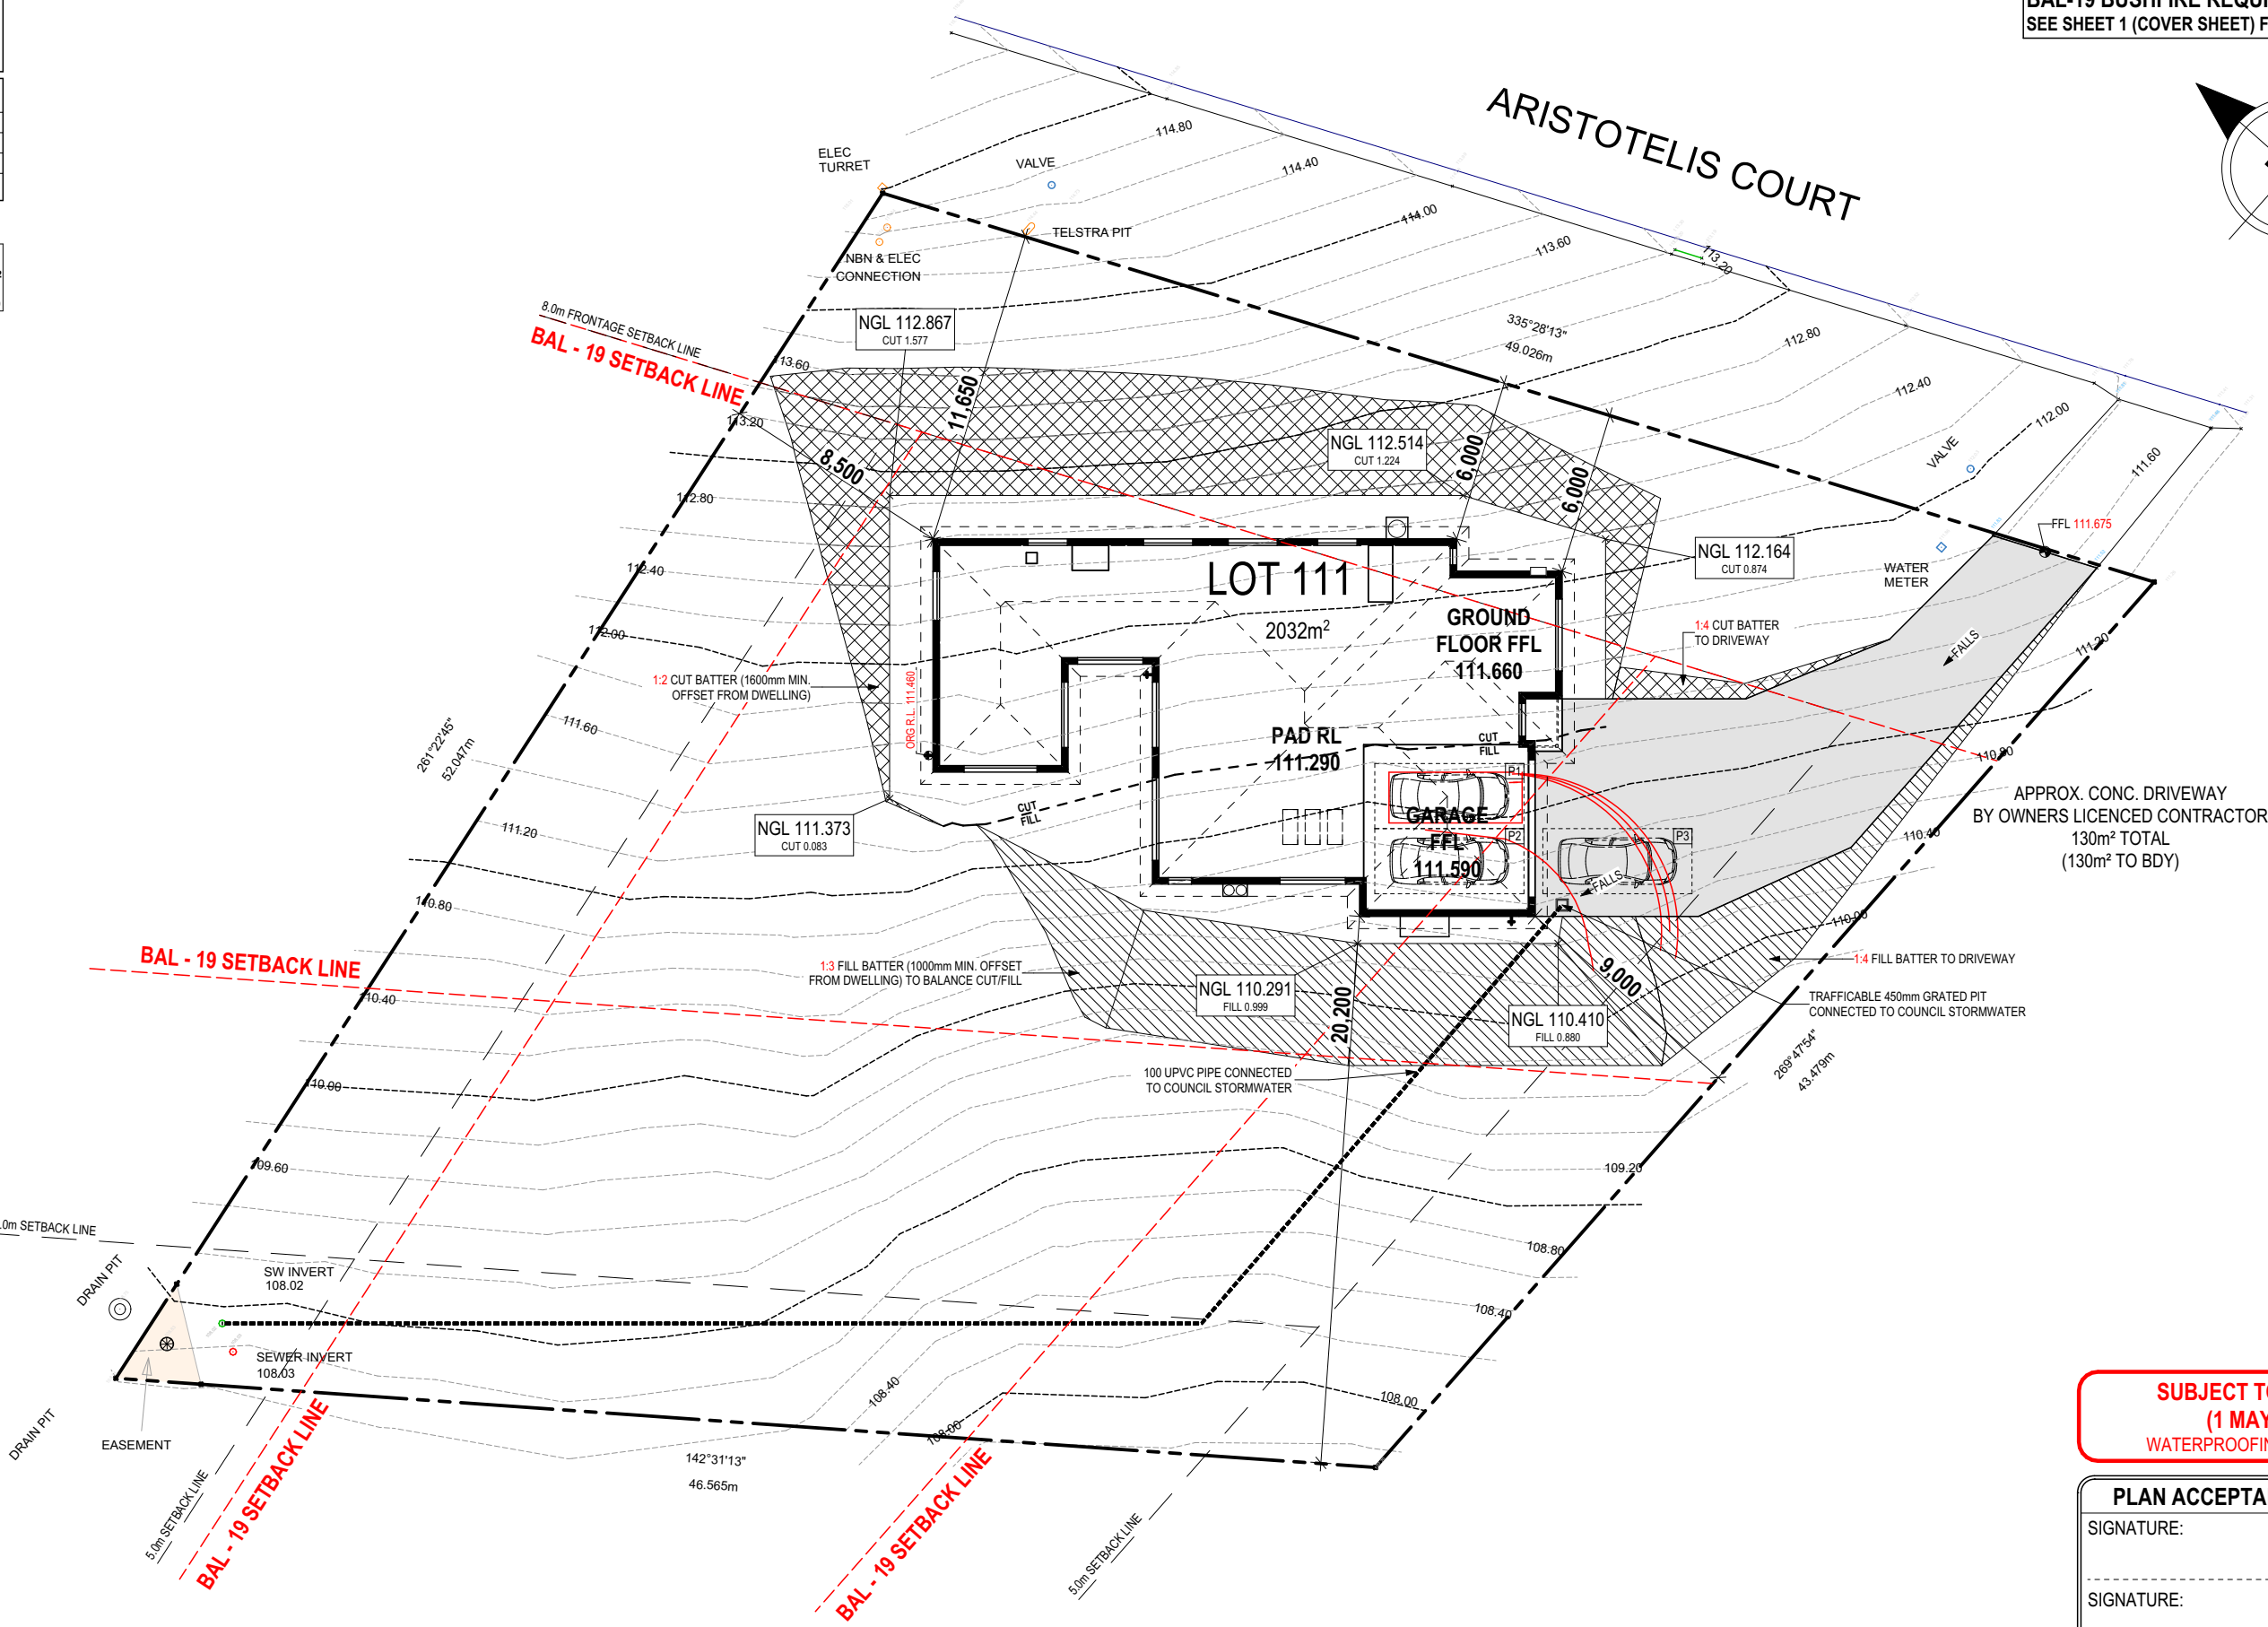 BAL-19 BUSHFIRE
SEE SHEET 1 (COVER SHEET)
ARISTOTELIS COURT
ELEC
TURRET
VALVE
114.80
114.40
114.00
113.60
113.20
TELSTRA PIT
NBN & ELEC
CONNECTION
8.0m FRONTAGE SETBACK LINE
BAL - 19 SETBACK LINE
NGL 112.867
CUT 1.577
335°28'13"
49.026m
112.80
112.40
112.00
111.60
113.60
113.20
11,650
8,500
NGL 112.514
CUT 1.224
6,000
6,000
VALVE
112.80
FFL 111.675
NGL 112.164
CUT 0.874
WATER
METER
112.40
LOT 111
2032m²
GROUND
FLOOR FFL
111.660
1:4 CUT BATTER
TO DRIVEWAY
FALLS
111.20
112.00
1:2 CUT BATTER (1600mm MIN.
OFFSET FROM DWELLING)
ORG R.L. 111.460
111.60
261°22'45"
52.047m
PAD RL
111.290
CUT
FILL
110.80
P1
APPROX. CONC. DRIVEWAY
BY OWNERS LICENCED CONTRACTOR
130m² TOTAL
(130m² TO BDY)
CUT
FILL
111.20
NGL 111.373
CUT 0.083
GARAGE
FFL
111.590
P2
P3
110.40
FALLS
110.80
110.00
BAL - 19 SETBACK LINE
1:3 FILL BATTER (1000mm MIN. OFFSET
FROM DWELLING) TO BALANCE CUT/FILL
1:4 FILL BATTER TO DRIVEWAY
110.40
NGL 110.291
FILL 0.999
20,200
9,000
NGL 110.410
FILL 0.880
TRAFFICABLE 450mm GRATED PIT
CONNECTED TO COUNCIL STORMWATER
110.00
100 UPVC PIPE CONNECTED
TO COUNCIL STORMWATER
269°47'54"
43.479m
109.60
109.20
.0m SETBACK LINE
108.80
DRAIN PIT
SW INVERT
108.02
108.40
SEWER INVERT
108.03
108.40
108.00
108.00
DRAIN PIT
EASEMENT
142°31'13"
46.565m
5.0m SETBACK LINE
BAL - 19 SETBACK LINE
BAL - 19 SETBACK LINE
5.0m SETBACK LINE
SUBJECT
(1 MAY
PLAN
SIGNATURE:
SIGNATURE: